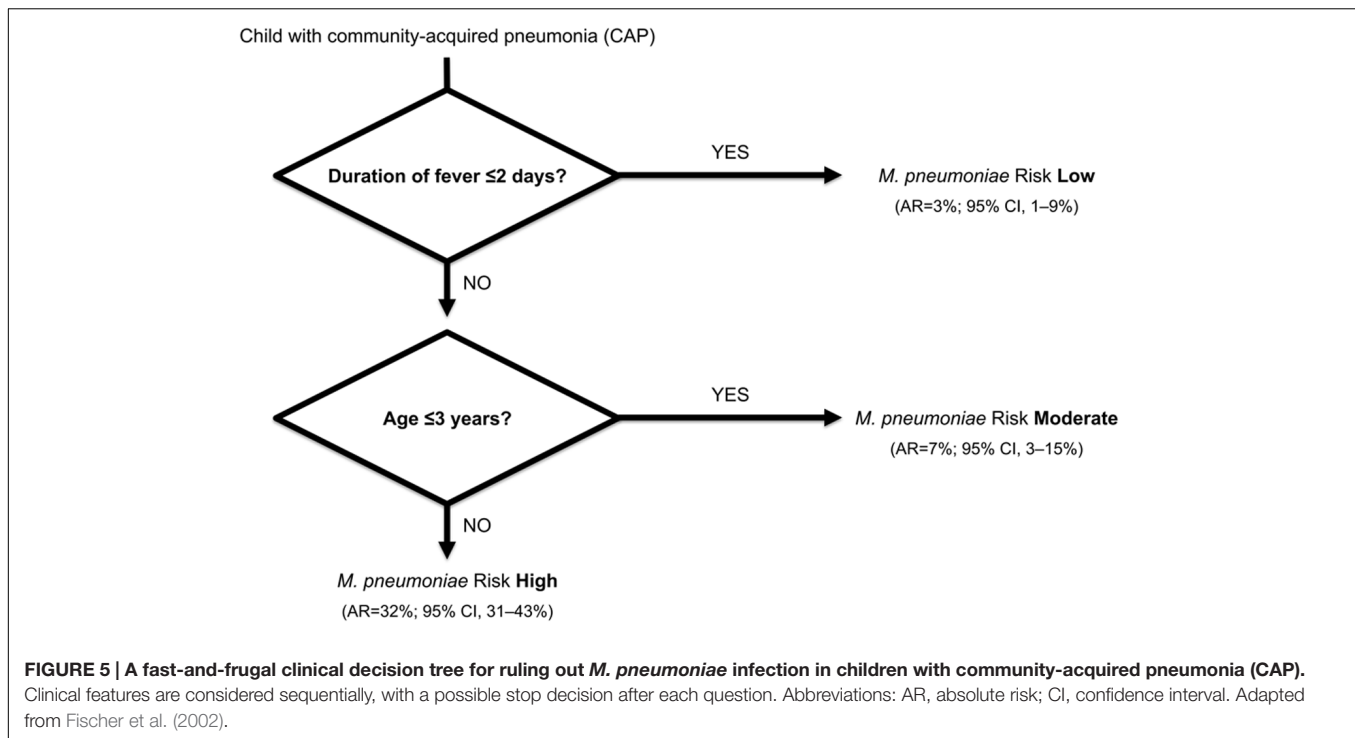 Child with community-acquired pneumonia (CAP)
Duration of fever ≤2 days?
YES
M. pneumoniae Risk Low
(AR=3%; 95% CI, 1–9%)
NO
Age ≤3 years?
YES
M. pneumoniae Risk Moderate
(AR=7%; 95% CI, 3–15%)
NO
M. pneumoniae Risk High
(AR=32%; 95% CI, 31–43%)
FIGURE 5 | A fast-and-frugal clinical decision tree for ruling out M. pneumoniae infection in children with community-acquired pneumonia (CAP).
Clinical features are considered sequentially, with a possible stop decision after each question. Abbreviations: AR, absolute risk; CI, confidence interval. Adapted
from Fischer et al. (2002).